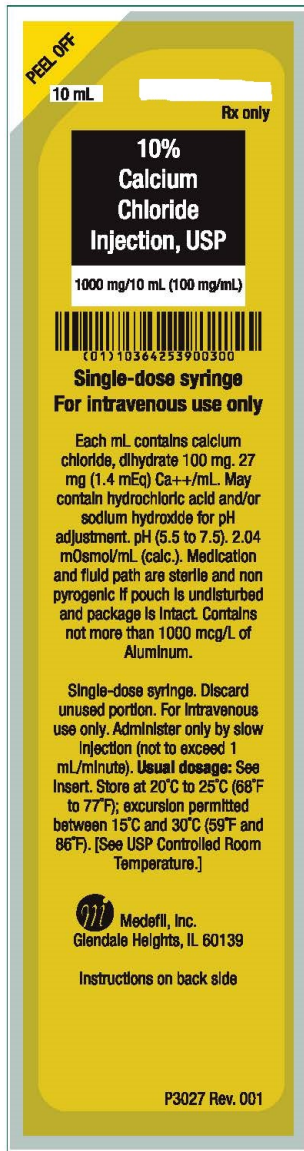 PEEL OFF
10 mL
Rx only
10%
Calcium
Chloride
Injection, USP
1000 mg/10 mL (100 mg/mL)
(01)10364253900300
Single-dose syringe
For intravenous use only
Each mL contains calcium
chloride, dihydrate 100 mg. 27
mg (1.4 mEq) Ca++/mL. May
contain hydrochloric acid and/or
sodium hydroxide for pH
adjustment. pH (5.5 to 7.5). 2.04
mOsmol/mL (calc.). Medication
and fluid path are sterile and non
pyrogenic if pouch is undisturbed
and package is intact. Contains
not more than 1000 mcg/L of
Aluminum.
Single-dose syringe. Discard
unused portion. For intravenous
use only. Administer only by slow
injection (not to exceed 1
mL/minute). Usual dosage: See
insert. Store at 20°C to 25°C (68°F
to 77°F); excursion permitted
between 15°C and 30°C (59°F and
86°F). [See USP Controlled Room
Temperature.]
m Medefil, Inc.
Glendale Heights, IL 60139
Instructions on back side
P3027 Rev. 001